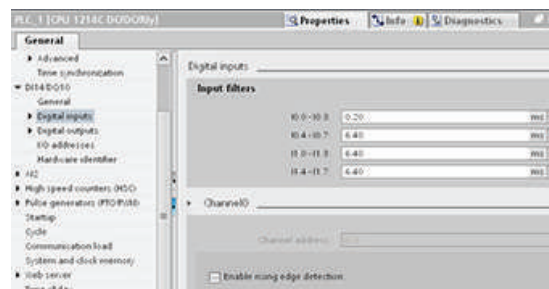 PLC_1 [CPU 1214C DC/DC/Rly]
Properties
Info
Diagnostics
General
Advanced
Time synchronization
DI14/DO10
General
Digital inputs
Digital outputs
I/O addresses
Hardware identifier
AI2
High speed counters (HSC)
Pulse generators (PTO/PWM)
Startup
Cycle
Communication load
System and clock memory
Web server
Digital inputs
Input filters
I0.0-I0.3: 0.20 ms
I0.4-I0.7: 6.40 ms
I1.0-I1.3: 6.40 ms
I1.4-I1.7: 6.40 ms
Channel0
Channel address:
Enable rising edge detection